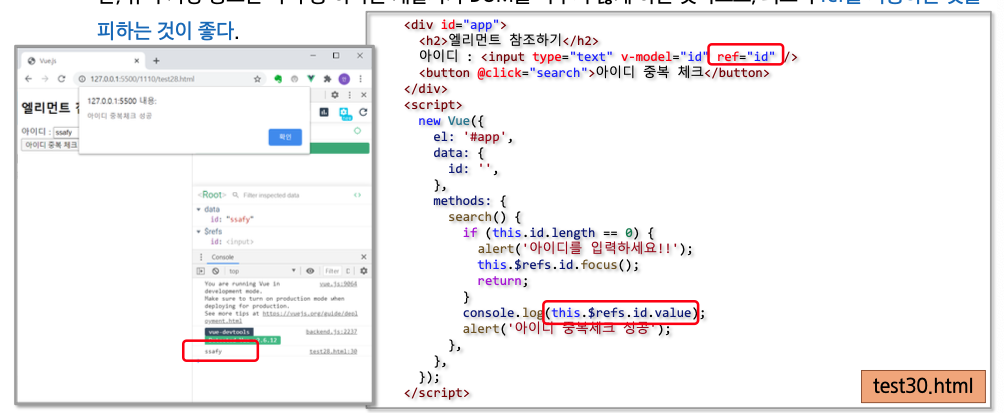 피하는 것이 좋다.
Vue.js
127.0.0.1:5500/1110/test28.html
127.0.0.1:5500 내용:
아이디 중복체크 성공
확인
엘리먼트
아이디 : ssafy
아이디 중복 체크
<Root> Filter inspected data
data
id: "ssafy"
$refs
id: <input>
Console
top
Filter
You are running Vue in vue.js:9064
development mode.
Make sure to turn on production mode when
deploying for production.
See more tips at https://vuejs.org/guide/depl
oyment.html
vue-devtools backend.js:2237
ssafy test28.html:30
<div id="app">
<h2>엘리먼트 참조하기</h2>
아이디 : <input type="text" v-model="id" ref="id" />
<button @click="search">아이디 중복 체크</button>
</div>
<script>
new Vue({
el: '#app',
data: {
id: '',
},
methods: {
search() {
if (this.id.length == 0) {
alert('아이디를 입력하세요!!');
this.$refs.id.focus();
return;
}
console.log(this.$refs.id.value);
alert('아이디 중복체크 성공');
},
},
});
</script>
test30.html